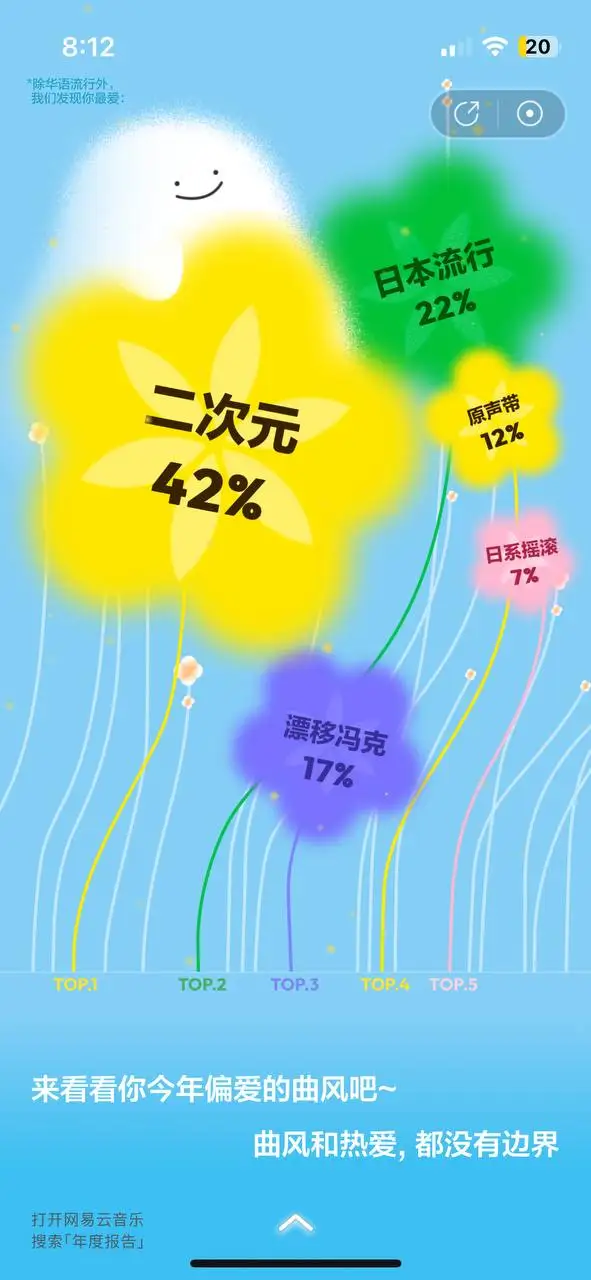 8:12
20
*除华语流行外，
我们发现你最爱：
日本流行
22%
二次元
42%
原声带
12%
日系摇滚
7%
漂移冯克
17%
TOP.1
TOP.2
TOP.3
TOP.4
TOP.5
来看看你今年偏爱的曲风吧~
曲风和热爱, 都没有边界
打开网易云音乐
搜索「年度报告」